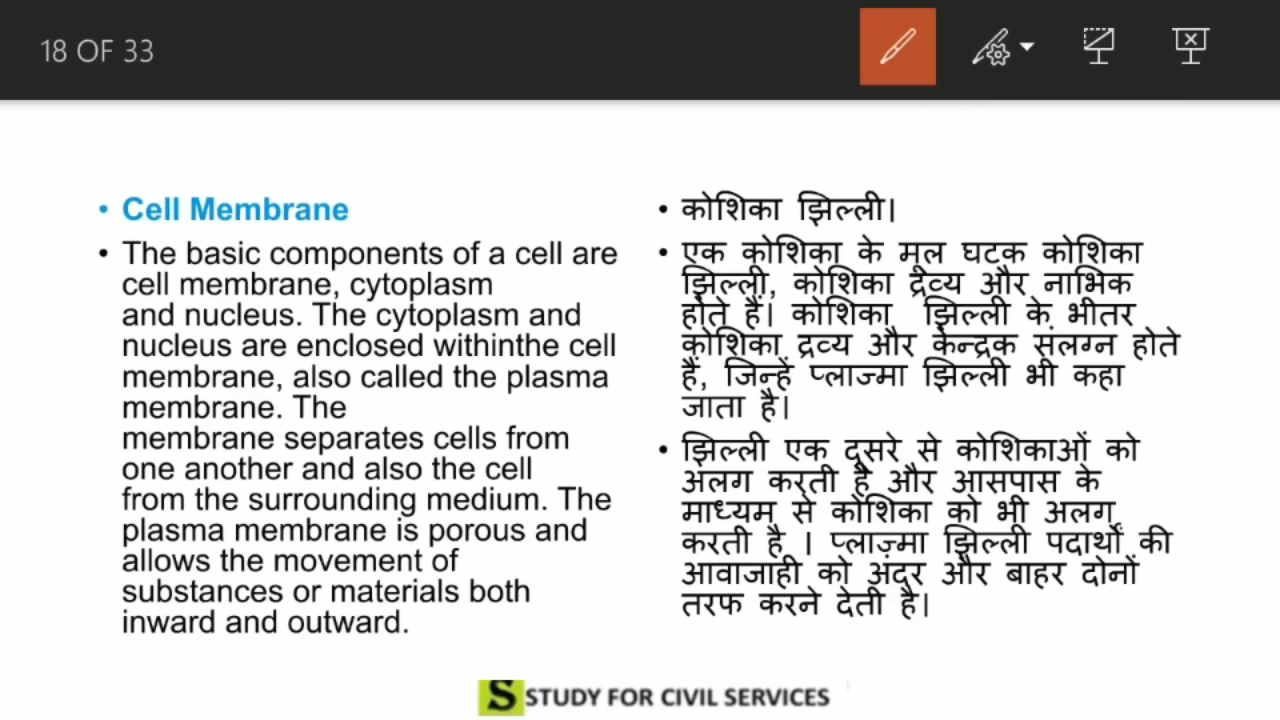 18 OF 33
• Cell Membrane
• The basic components of a cell are
cell membrane, cytoplasm
and nucleus. The cytoplasm and
nucleus are enclosed withinthe cell
membrane, also called the plasma
membrane. The
membrane separates cells from
one another and also the cell
from the surrounding medium. The
plasma membrane is porous and
allows the movement of
substances or materials both
inward and outward.
• कोशिका झिल्ली।
• एक कोशिका के मूल घटक कोशिका
झिल्ली, कोशिका द्रव्य और नाभिक
होते हैं। कोशिका झिल्ली के भीतर
कोशिका द्रव्य और केन्द्रक संलग्न होते
हैं, जिन्हें प्लाज्मा झिल्ली भी कहा
जाता है।
• झिल्ली एक दूसरे से कोशिकाओं को
अलग करती है और आसपास के
माध्यम से कोशिका को भी अलग
करती है । प्लाज़्मा झिल्ली पदार्थों की
आवाजाही को अंदर और बाहर दोनों
तरफ करने देती है।
S STUDY FOR CIVIL SERVICES